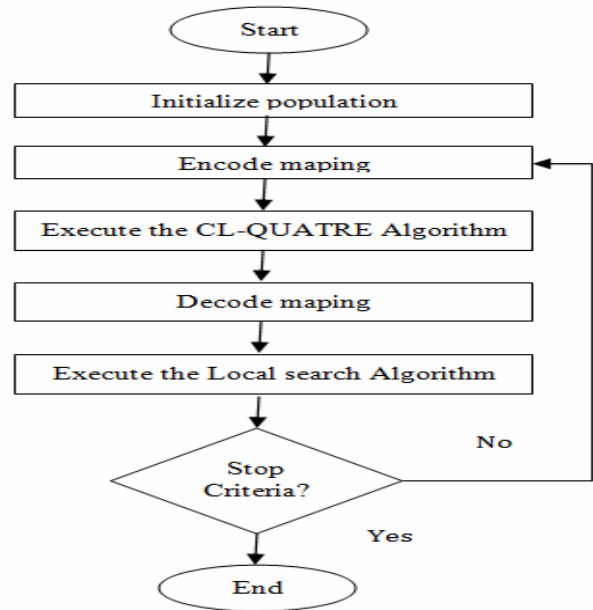 Start
Initialize population
Encode maping
Execute the CL-QUATRE Algorithm
Decode maping
Execute the Local search Algorithm
Stop
Criteria?
No
Yes
End